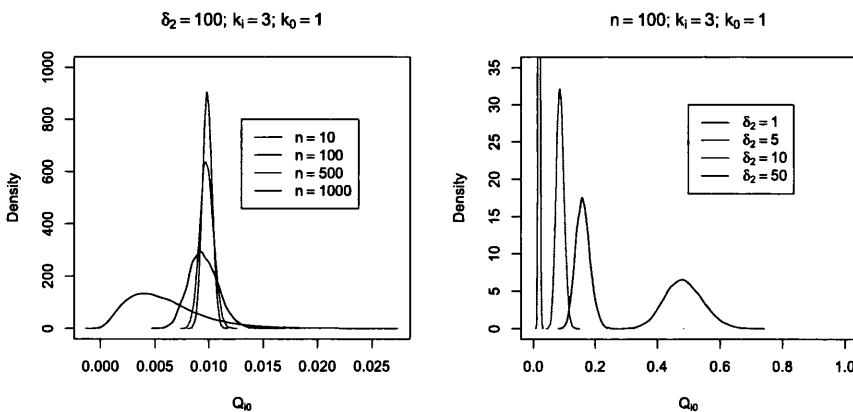 δ₂ = 100; kᵢ = 3; k₀ = 1
1000
800
600
400
200
0
Density
n = 10
n = 100
n = 500
n = 1000
0.000
0.005
0.010
0.015
0.020
0.025
Qᵢ₀
n = 100; kᵢ = 3; k₀ = 1
35
30
25
20
15
10
5
0
Density
δ₂ = 1
δ₂ = 5
δ₂ = 10
δ₂ = 50
0.0
0.2
0.4
0.6
0.8
1.0
Qᵢ₀